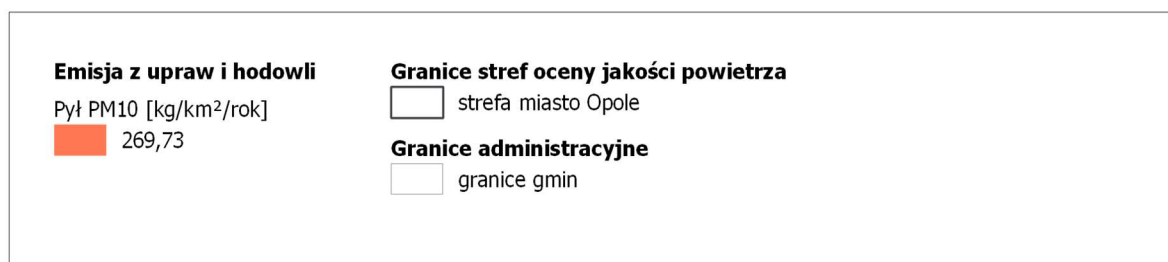 Emisja z upraw i hodowli
Pył PM10 [kg/km²/rok]
269,73
Granice stref oceny jakości powietrza
strefa miasto Opole
Granice administracyjne
granice gmin